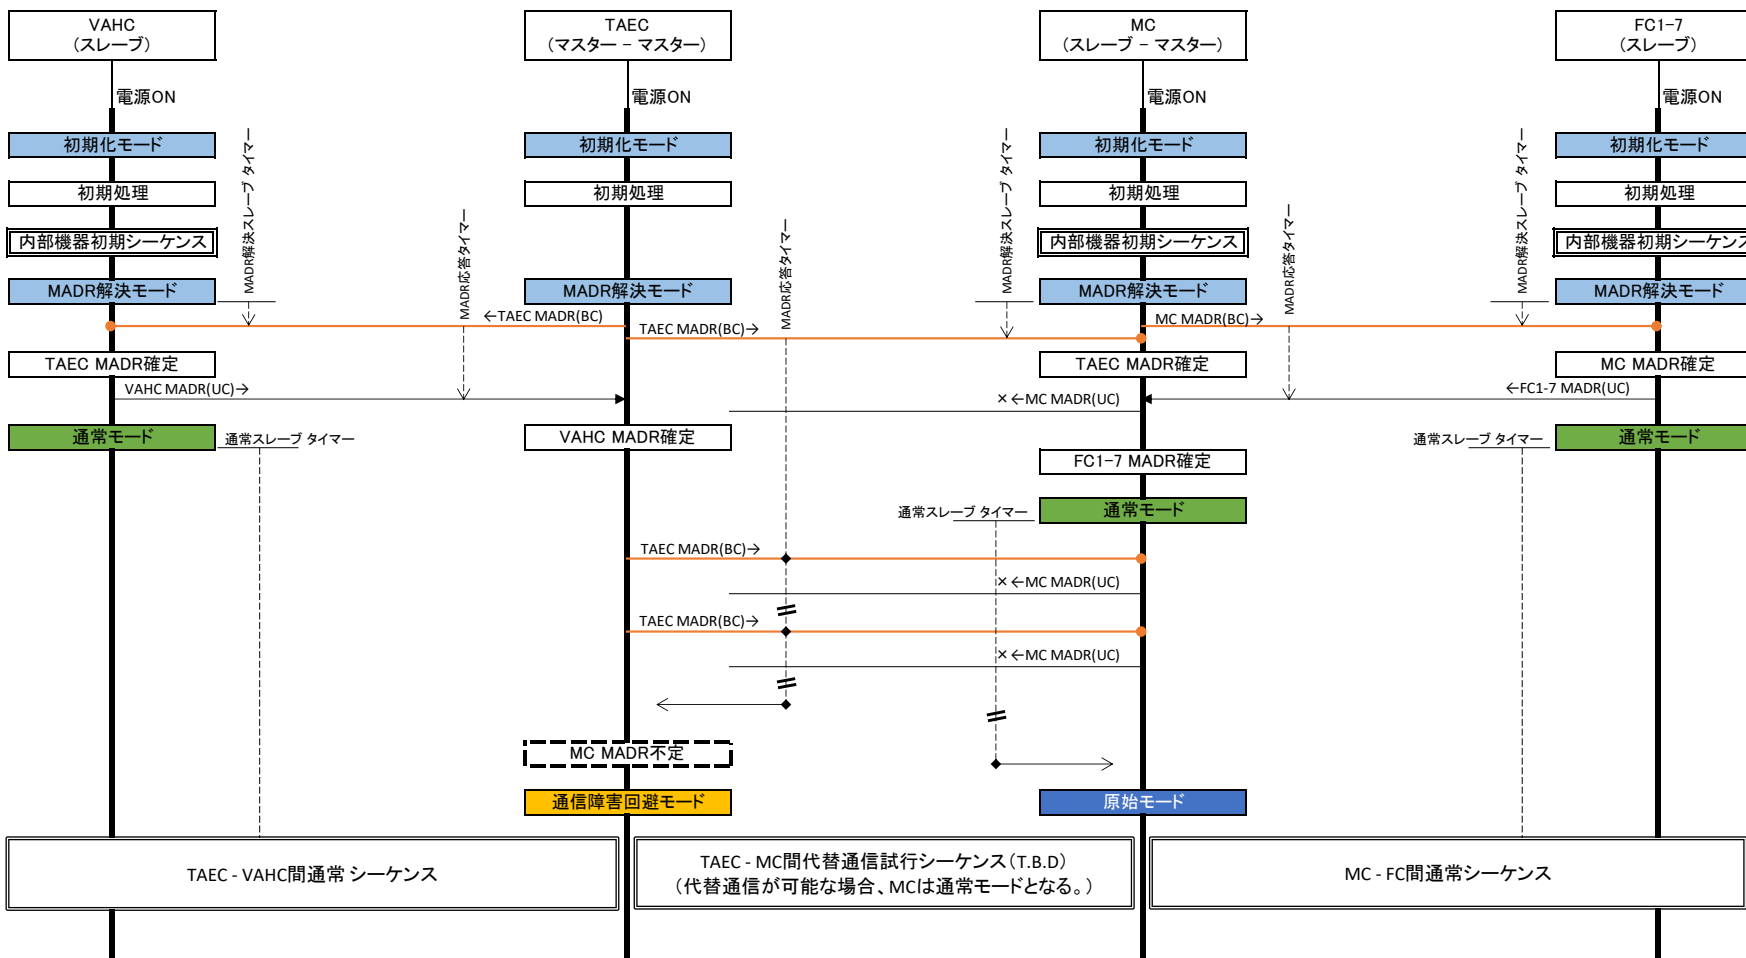 VAHC
（スレーブ）
TAEC
（マスター － マスター）
MC
（スレーブ － マスター）
FC1-7
（スレーブ）
電源ON
電源ON
電源ON
電源ON
初期化モード
初期化モード
初期化モード
初期化モード
初期処理
初期処理
初期処理
初期処理
内部機器初期シーケンス
内部機器初期シーケンス
内部機器初期シーケンス
MADR解決スレーブ タイマー
MADR応答タイマー
MADR応答タイマー
MADR解決スレーブ タイマー
MADR応答タイマー
MADR解決スレーブ タイマー
MADR解決モード
MADR解決モード
MADR解決モード
MADR解決モード
←TAEC MADR(BC)
TAEC MADR(BC)→
MC MADR(BC)→
TAEC MADR確定
TAEC MADR確定
MC MADR確定
VAHC MADR(UC)→
×←MC MADR(UC)
←FC1-7 MADR(UC)
通常モード
通常スレーブ タイマー
VAHC MADR確定
通常スレーブ タイマー
通常モード
FC1-7 MADR確定
通常スレーブ タイマー
通常モード
TAEC MADR(BC)→
×←MC MADR(UC)
TAEC MADR(BC)→
×←MC MADR(UC)
MC MADR不定
通信障害回避モード
原始モード
TAEC - VAHC間通常 シーケンス
TAEC - MC間代替通信試行シーケンス（T.B.D）
（代替通信が可能な場合、MCは通常モードとなる。）
MC - FC間通常シーケンス